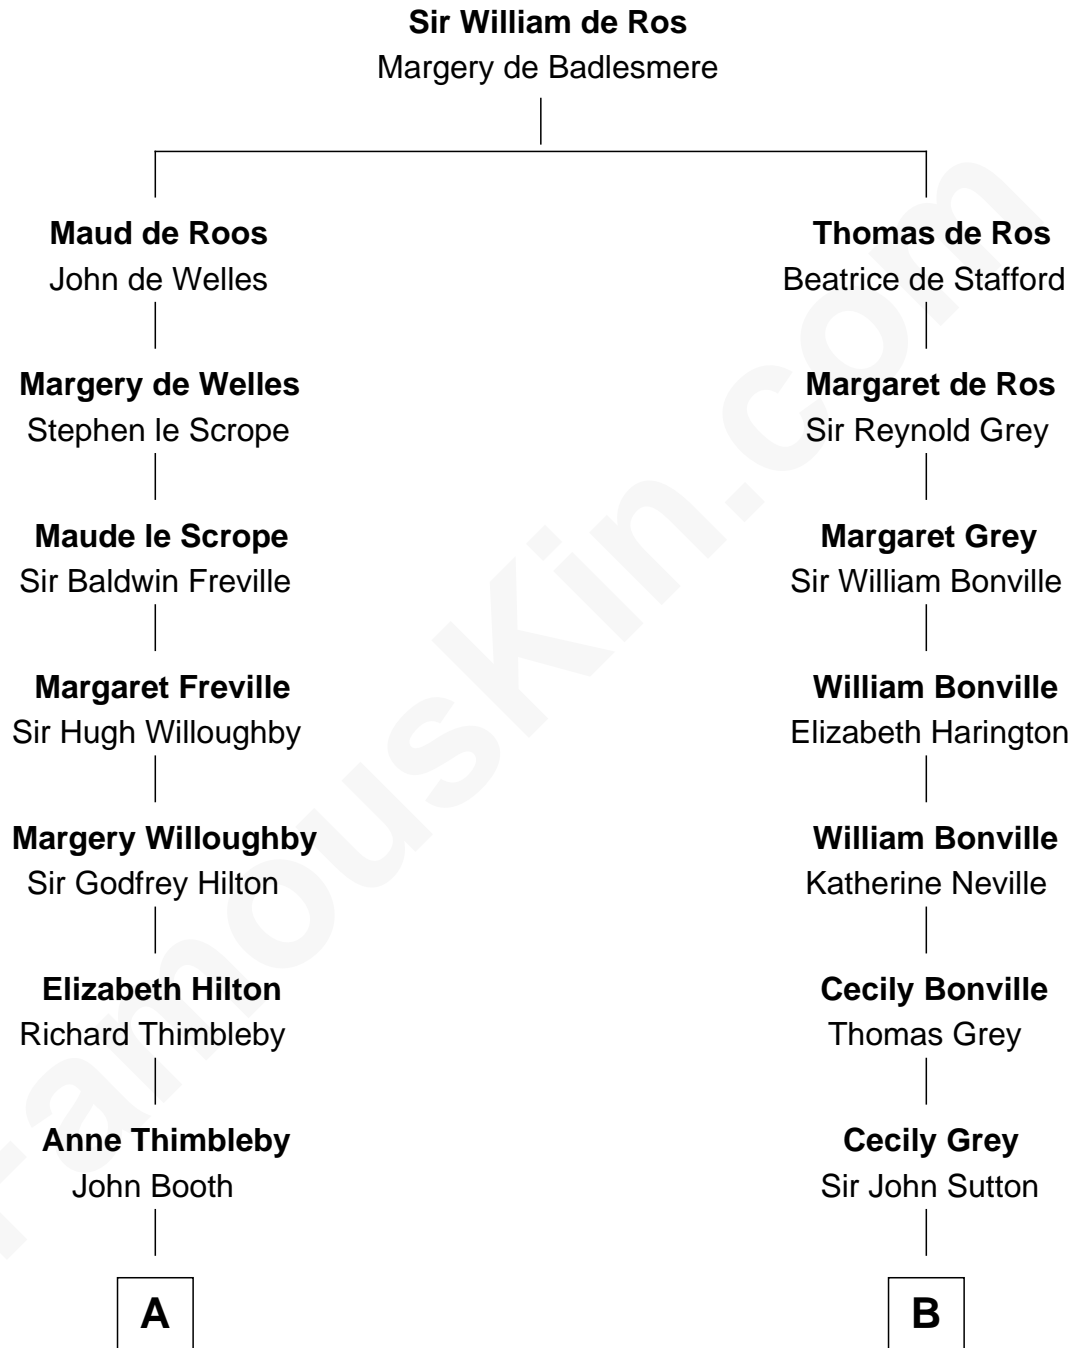 Sir William de Ros
Margery de Badlesmere
Maud de Roos
John de Welles
Margery de Welles
Stephen le Scrope
Maude le Scrope
Sir Baldwin Freville
Margaret Freville
Sir Hugh Willoughby
Margery Willoughby
Sir Godfrey Hilton
Elizabeth Hilton
Richard Thimbleby
Anne Thimbleby
John Booth
A
Thomas de Ros
Beatrice de Stafford
Margaret de Ros
Sir Reynold Grey
Margaret Grey
Sir William Bonville
William Bonville
Elizabeth Harington
William Bonville
Katherine Neville
Cecily Bonville
Thomas Grey
Cecily Grey
Sir John Sutton
B
FamousKin.com